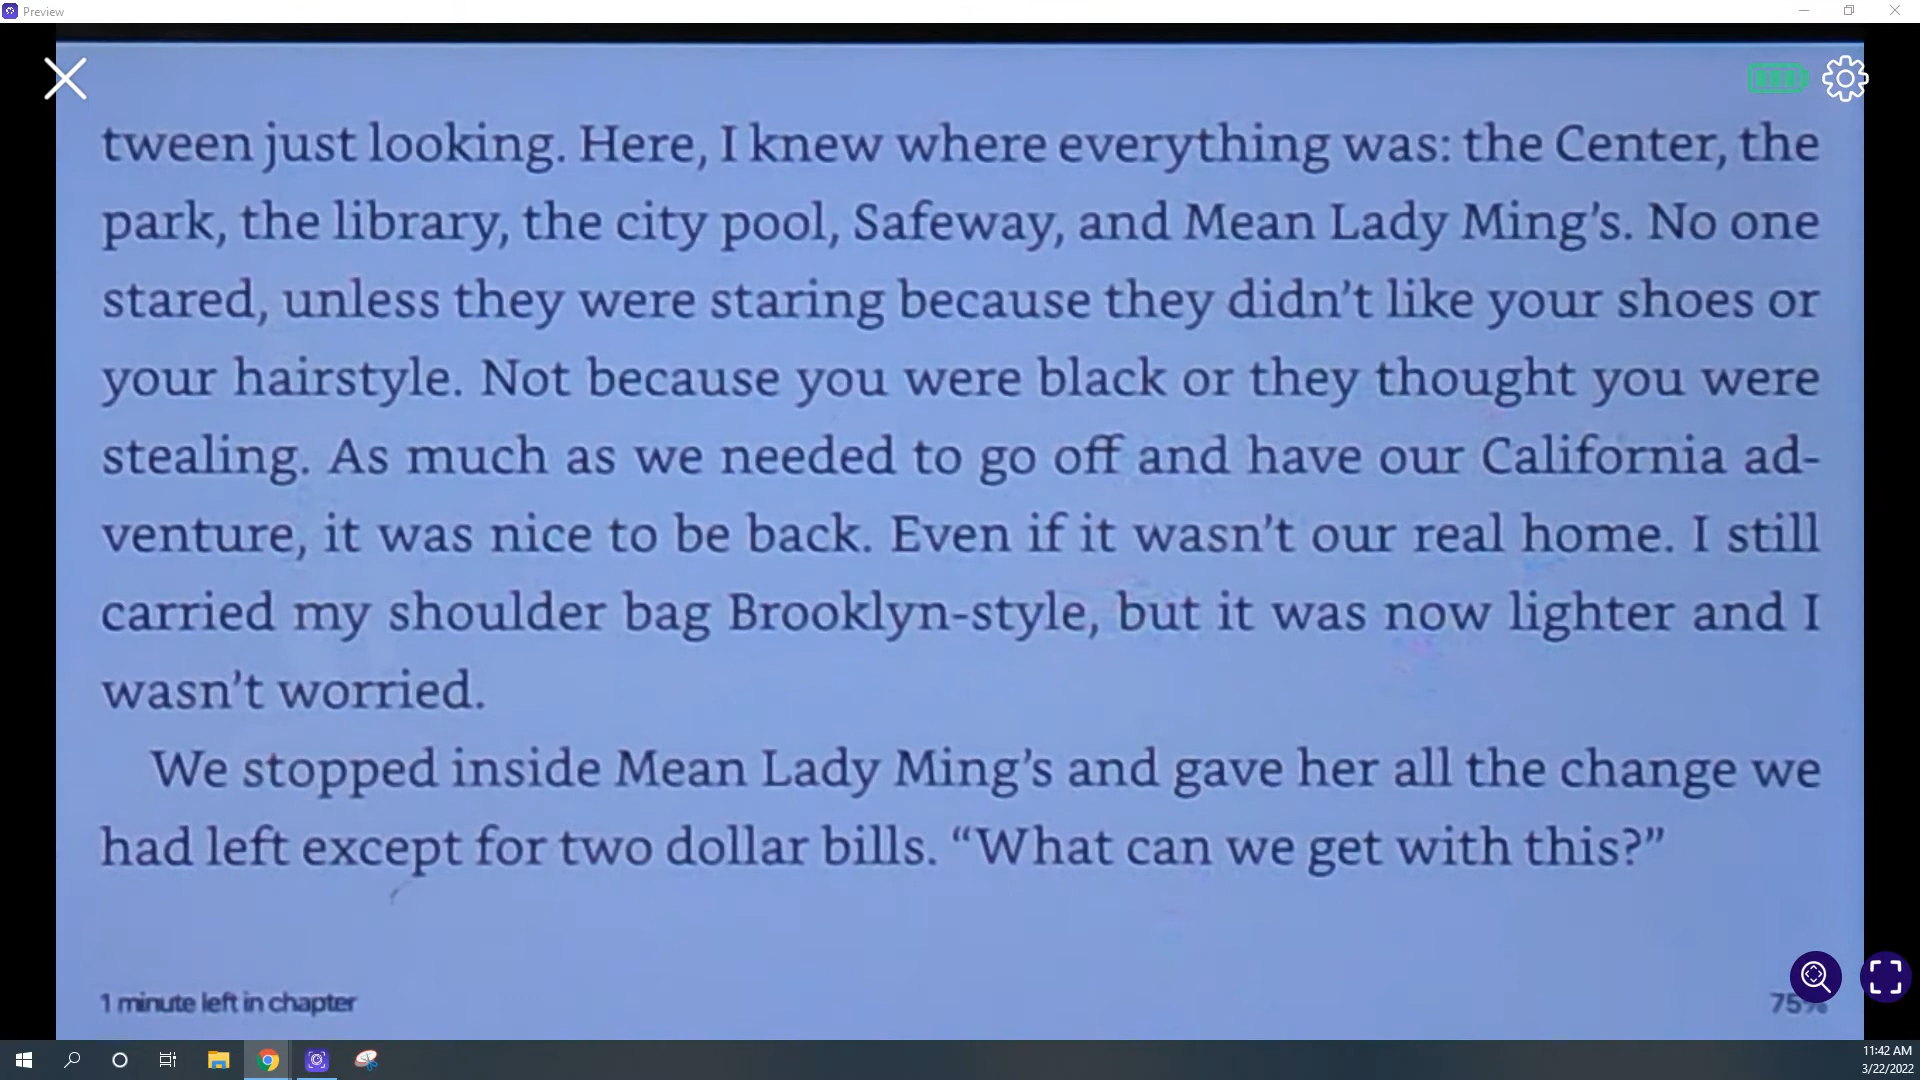 Preview
tween just looking. Here, I knew where everything was: the Center, the
park, the library, the city pool, Safeway, and Mean Lady Ming’s. No one
stared, unless they were staring because they didn’t like your shoes or
your hairstyle. Not because you were black or they thought you were
stealing. As much as we needed to go off and have our California ad-
venture, it was nice to be back. Even if it wasn’t our real home. I still
carried my shoulder bag Brooklyn-style, but it was now lighter and I
wasn’t worried.
We stopped inside Mean Lady Ming’s and gave her all the change we
had left except for two dollar bills. “What can we get with this?”
1 minute left in chapter
75%
11:42 AM
3/22/2022